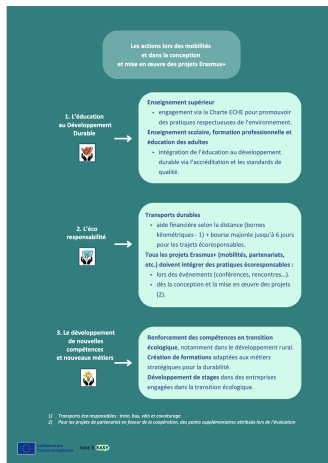 Les actions lors des mobilités
et dans la conception
et mise en œuvre des projets Erasmus+
1. L'éducation
au Développement
Durable
Enseignement supérieur
• engagement via la Charte ECHE pour promouvoir
des pratiques respectueuses de l'environnement.
Enseignement scolaire, formation professionnelle et
éducation des adultes
• intégration de l'éducation au développement
durable via l'accréditation et les standards de
qualité.
2. L'éco
responsabilité
Transports durables
• aide financière selon la distance (bornes
kilométriques - 1) + bourse majorée jusqu'à 6 jours
pour les trajets écoresponsables.
Tous les projets Erasmus+ (mobilités, partenariats,
etc.) doivent intégrer des pratiques écoresponsables :
• lors des événements (conférences, rencontres...).
• dès la conception et la mise en œuvre des projets
(2).
3. Le développement
de nouvelles
compétences
et nouveaux métiers
Renforcement des compétences en transition
écologique, notamment dans le développement rural.
Création de formations adaptées aux métiers
stratégiques pour la durabilité.
Développement de stages dans des entreprises
engagées dans la transition écologique.
1) Transports éco responsables : train, bus, vélo et covoiturage
2) Pour les projets de partenariat en faveur de la coopération, des points supplémentaires attribués lors de l'évaluation
Cofinancé par
l'Union européenne
EASY